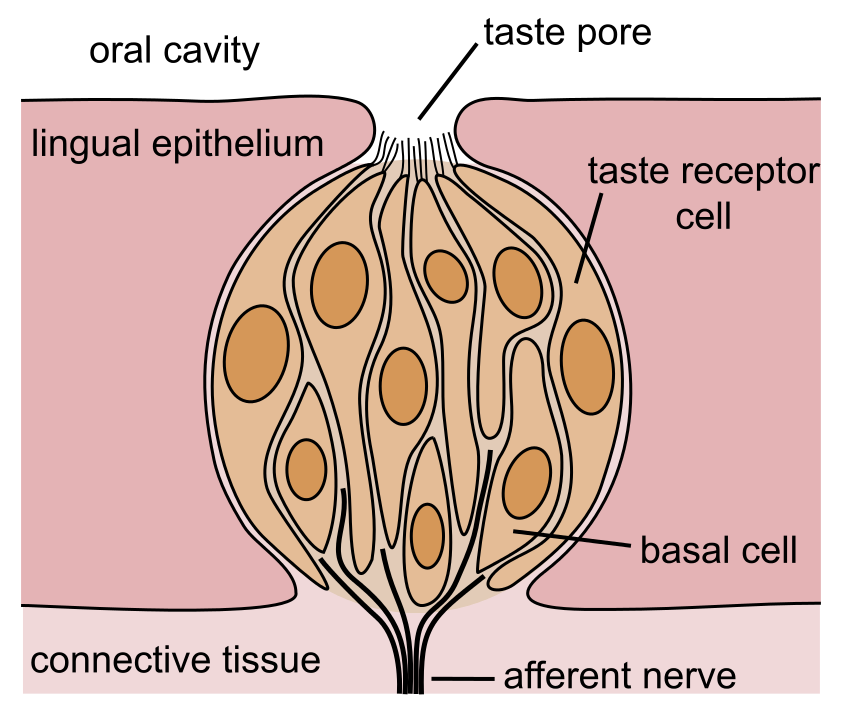 taste pore
oral cavity
lingual epithelium
taste receptor
cell
basal cell
connective tissue
afferent nerve